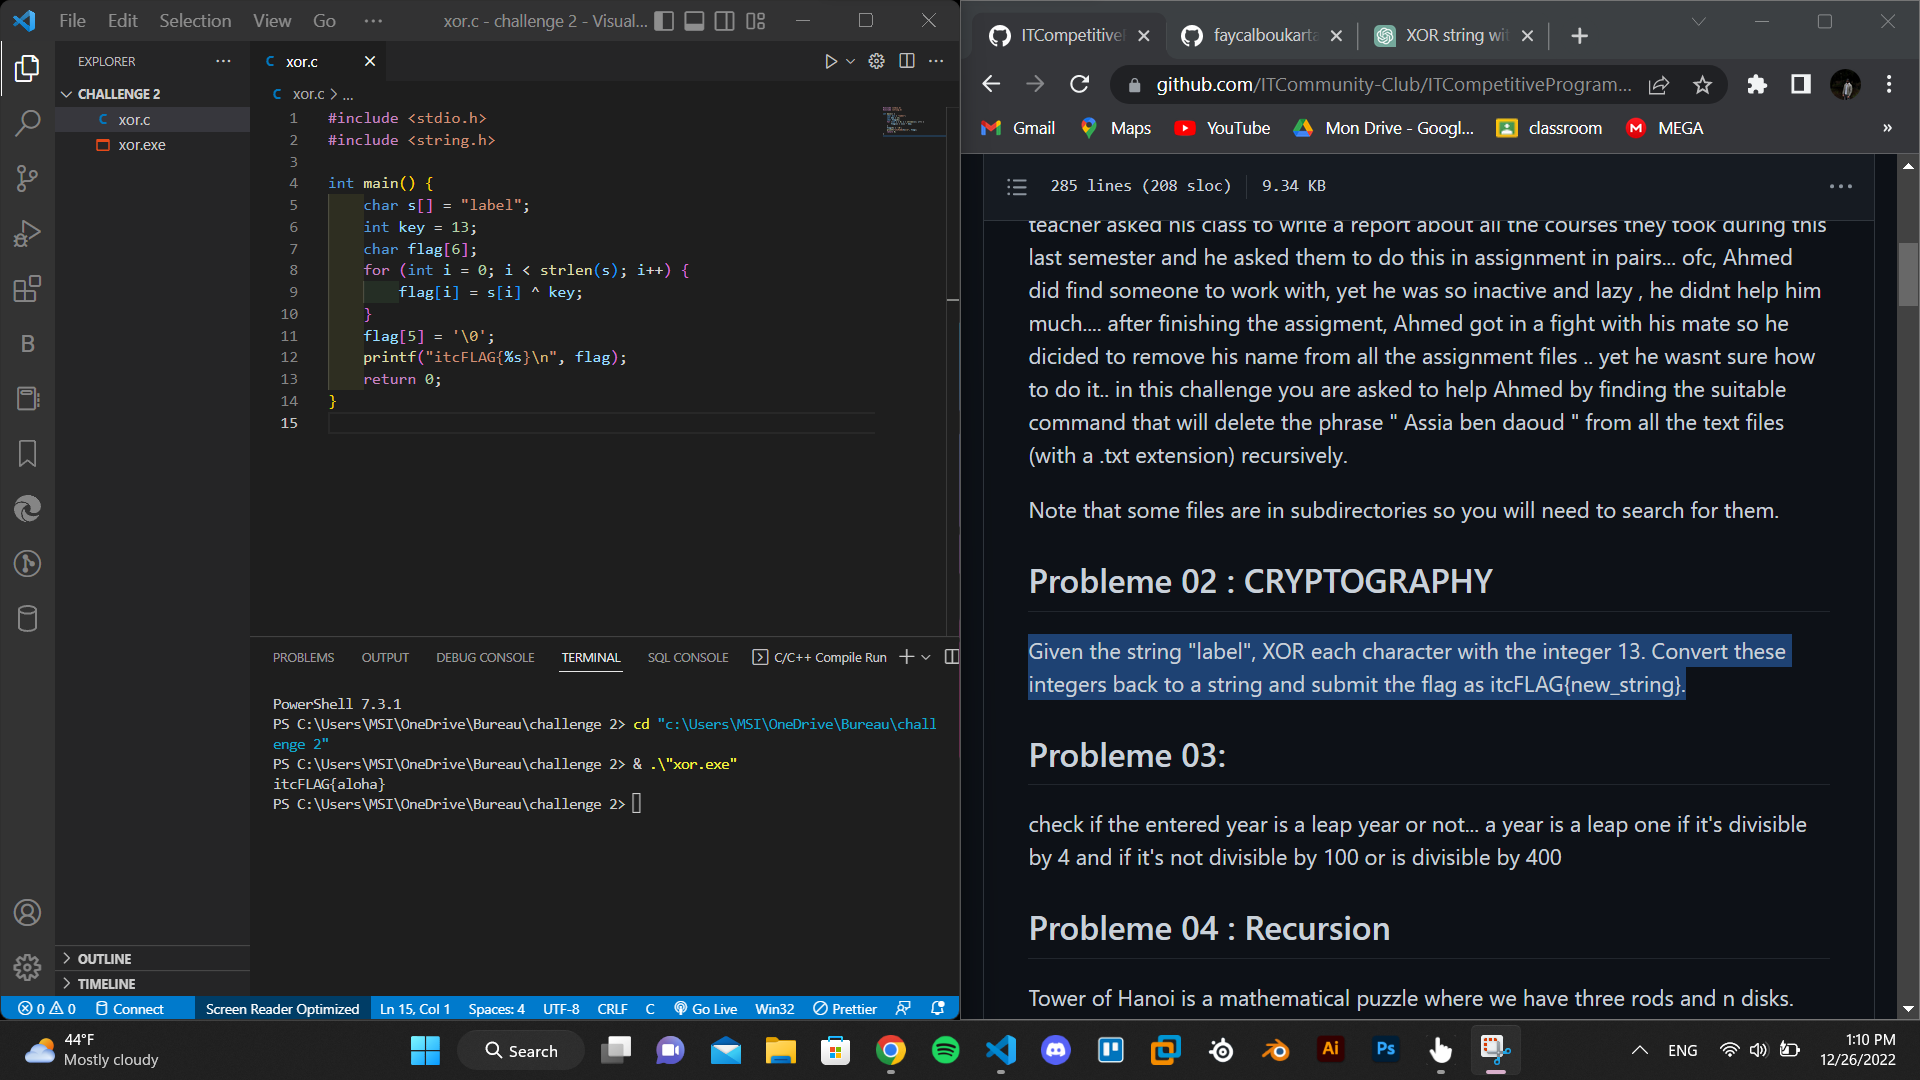 File Edit Selection View Go ··· xor.c - challenge 2 - Visual...
EXPLORER
CHALLENGE 2
C xor.c
xor.exe
OUTLINE
TIMELINE
C xor.c
C xor.c > ...
1 #include <stdio.h>
2 #include <string.h>
3
4 int main() {
5 char s[] = "label";
6 int key = 13;
7 char flag[6];
8 for (int i = 0; i < strlen(s); i++) {
9 flag[i] = s[i] ^ key;
10 }
11 flag[5] = '\0';
12 printf("itcFLAG{%s}\n", flag);
13 return 0;
14 }
15
PROBLEMS OUTPUT DEBUG CONSOLE TERMINAL SQL CONSOLE C/C++ Compile Run
PowerShell 7.3.1
PS C:\Users\MSI\OneDrive\Bureau\challenge 2> cd "c:\Users\MSI\OneDrive\Bureau\chall
enge 2"
PS C:\Users\MSI\OneDrive\Bureau\challenge 2> & .\"xor.exe"
itcFLAG{aloha}
PS C:\Users\MSI\OneDrive\Bureau\challenge 2>
0 0 Connect Screen Reader Optimized Ln 15, Col 1 Spaces: 4 UTF-8 CRLF C Go Live Win32 Prettier
ITCompetitive faycalboukarta XOR string wit
github.com/ITCommunity-Club/ITCompetitiveProgram...
Gmail Maps YouTube Mon Drive - Googl... classroom MEGA »
285 lines (208 sloc) 9.34 KB
teacher asked his class to write a report about all the courses they took during this
last semester and he asked them to do this in assignment in pairs... ofc, Ahmed
did find someone to work with, yet he was so inactive and lazy , he didnt help him
much.... after finishing the assigment, Ahmed got in a fight with his mate so he
dicided to remove his name from all the assignment files .. yet he wasnt sure how
to do it.. in this challenge you are asked to help Ahmed by finding the suitable
command that will delete the phrase " Assia ben daoud " from all the text files
(with a .txt extension) recursively.
Note that some files are in subdirectories so you will need to search for them.
Probleme 02 : CRYPTOGRAPHY
Given the string "label", XOR each character with the integer 13. Convert these
integers back to a string and submit the flag as itcFLAG{new_string}.
Probleme 03:
check if the entered year is a leap year or not... a year is a leap one if it's divisible
by 4 and if it's not divisible by 100 or is divisible by 400
Probleme 04 : Recursion
Tower of Hanoi is a mathematical puzzle where we have three rods and n disks.
44°F
Mostly cloudy
Search
Ai
Ps
ENG
1:10 PM
12/26/2022